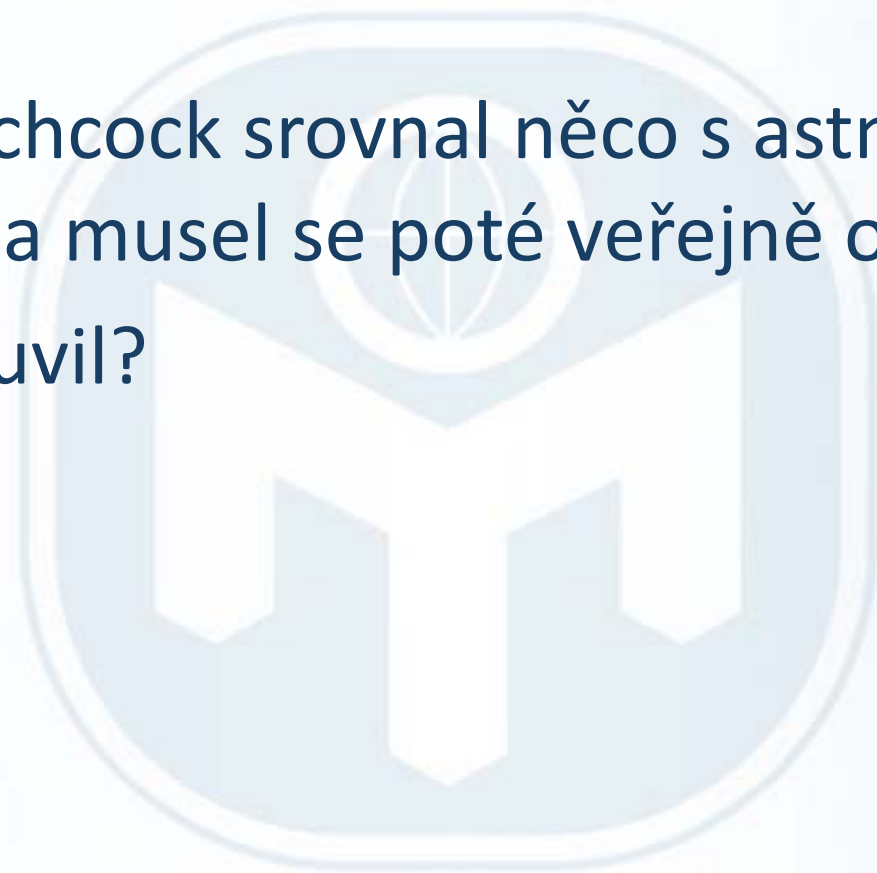 chcock srovnal něco s astr
a musel se poté veřejně o
uvil?